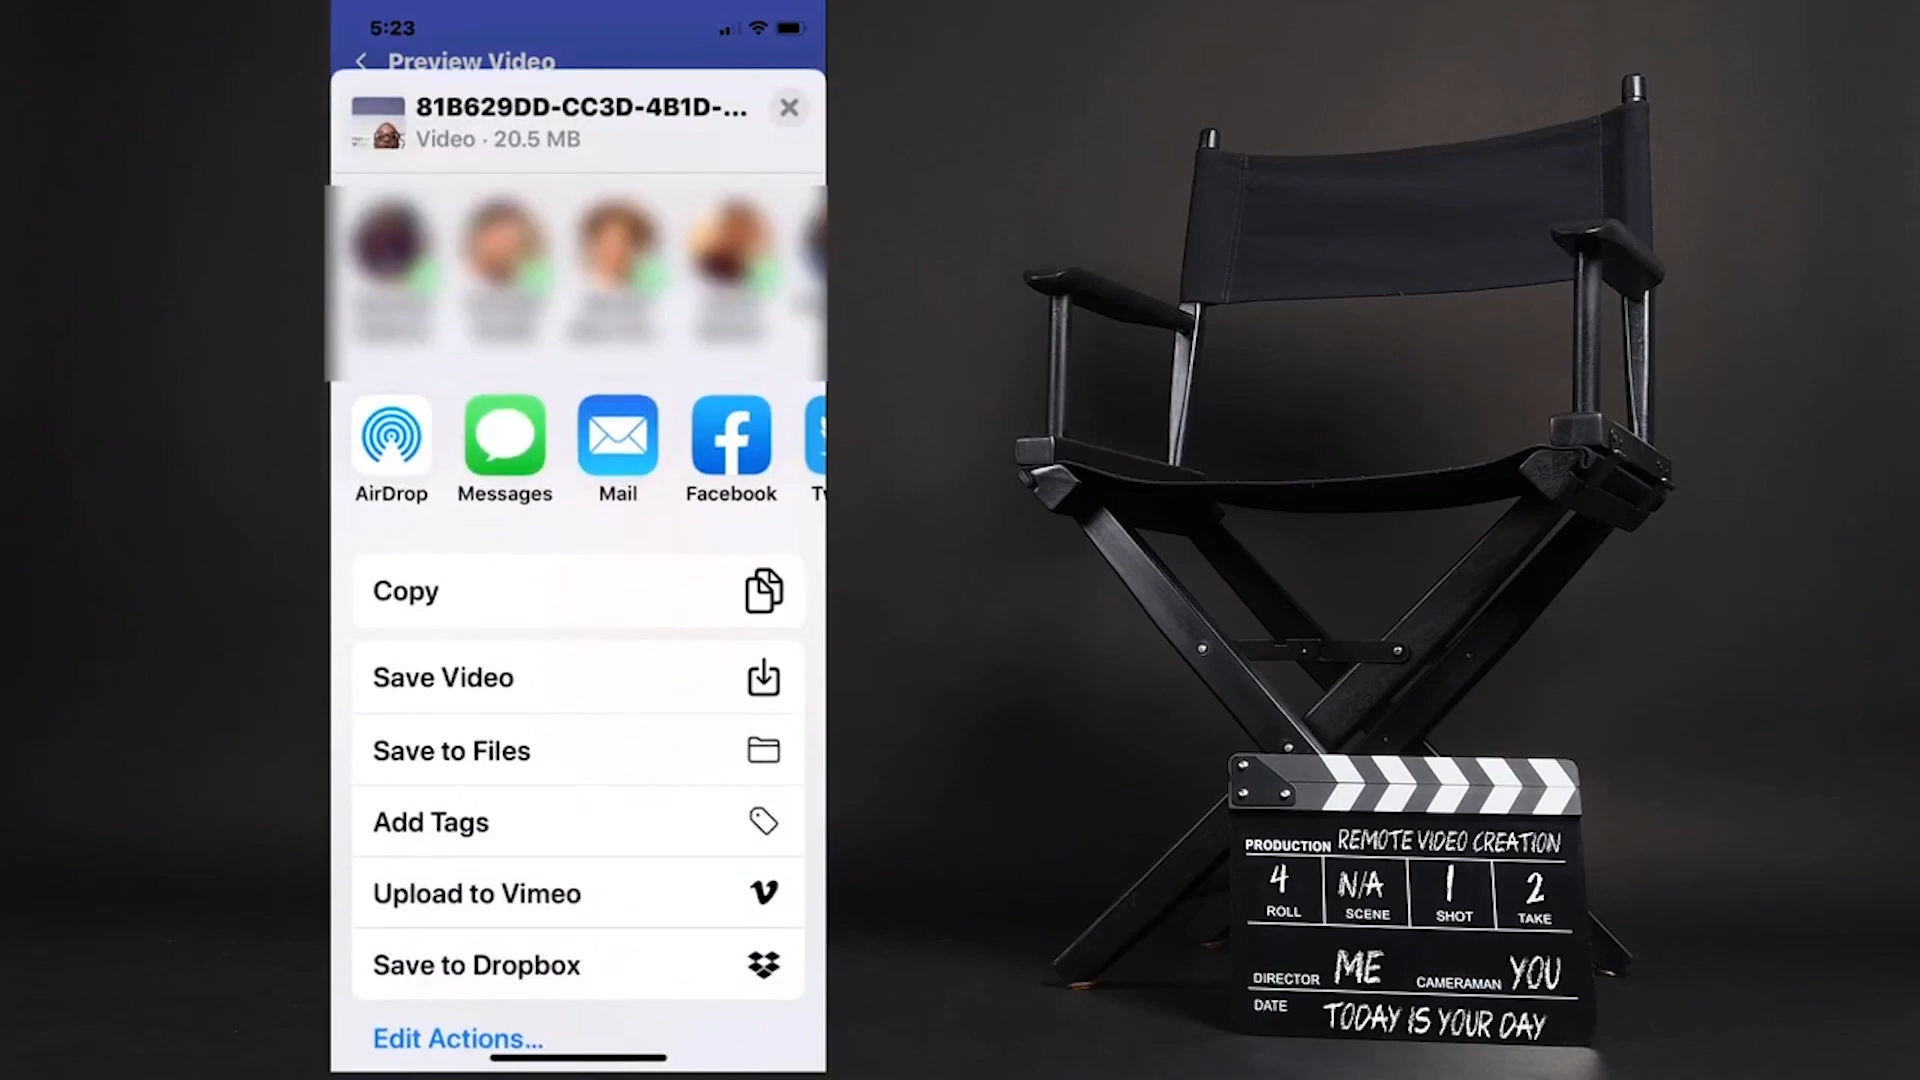 5:23
Preview Video
81B629DD-CC3D-4B1D-...
Video · 20.5 MB
AirDrop
Messages
Mail
Facebook
Tw
Copy
Save Video
Save to Files
Add Tags
Upload to Vimeo
Save to Dropbox
Edit Actions...
PRODUCTION REMOTE VIDEO CREATION
4 N/A 1 2
ROLL SCENE SHOT TAKE
DIRECTOR ME CAMERAMAN YOU
DATE TODAY IS YOUR DAY